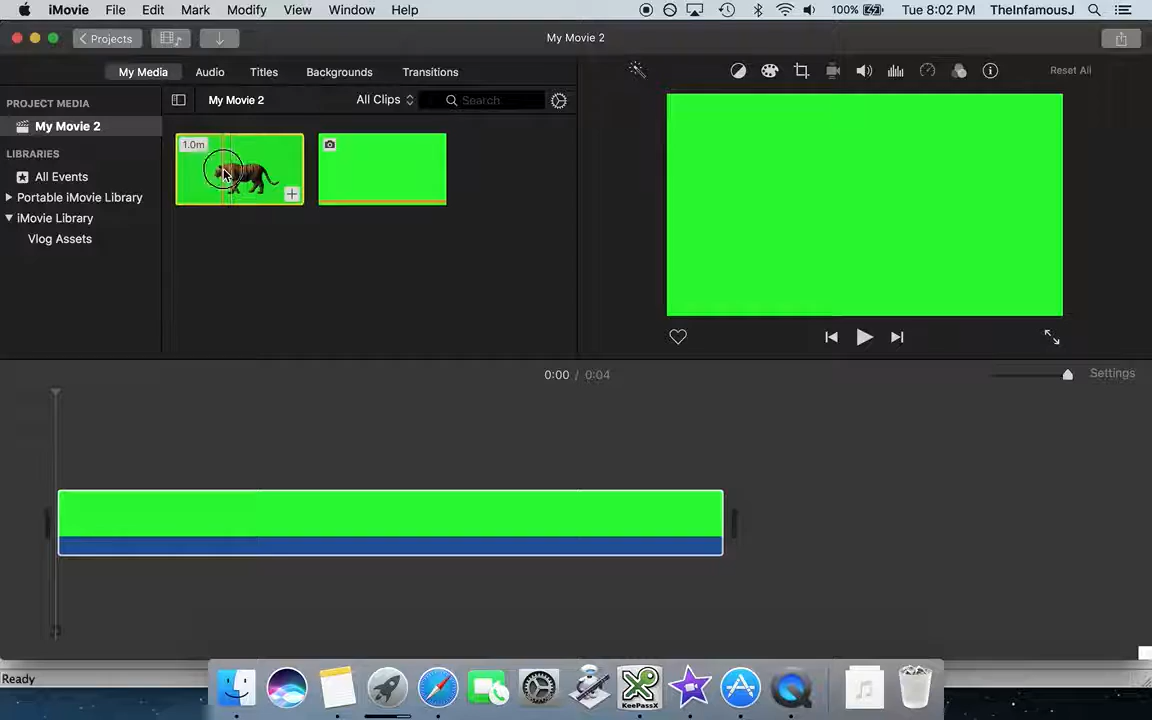 iMovie File Edit Mark Modify View Window Help 100% Tue 8:02 PM TheInfamousJ
Projects My Movie 2
My Media Audio Titles Backgrounds Transitions Reset All
PROJECT MEDIA My Movie 2 All Clips Search
My Movie 2
LIBRARIES
All Events
Portable iMovie Library
iMovie Library
Vlog Assets
1.0m
0:00 / 0:04 Settings
Ready
KeePassX